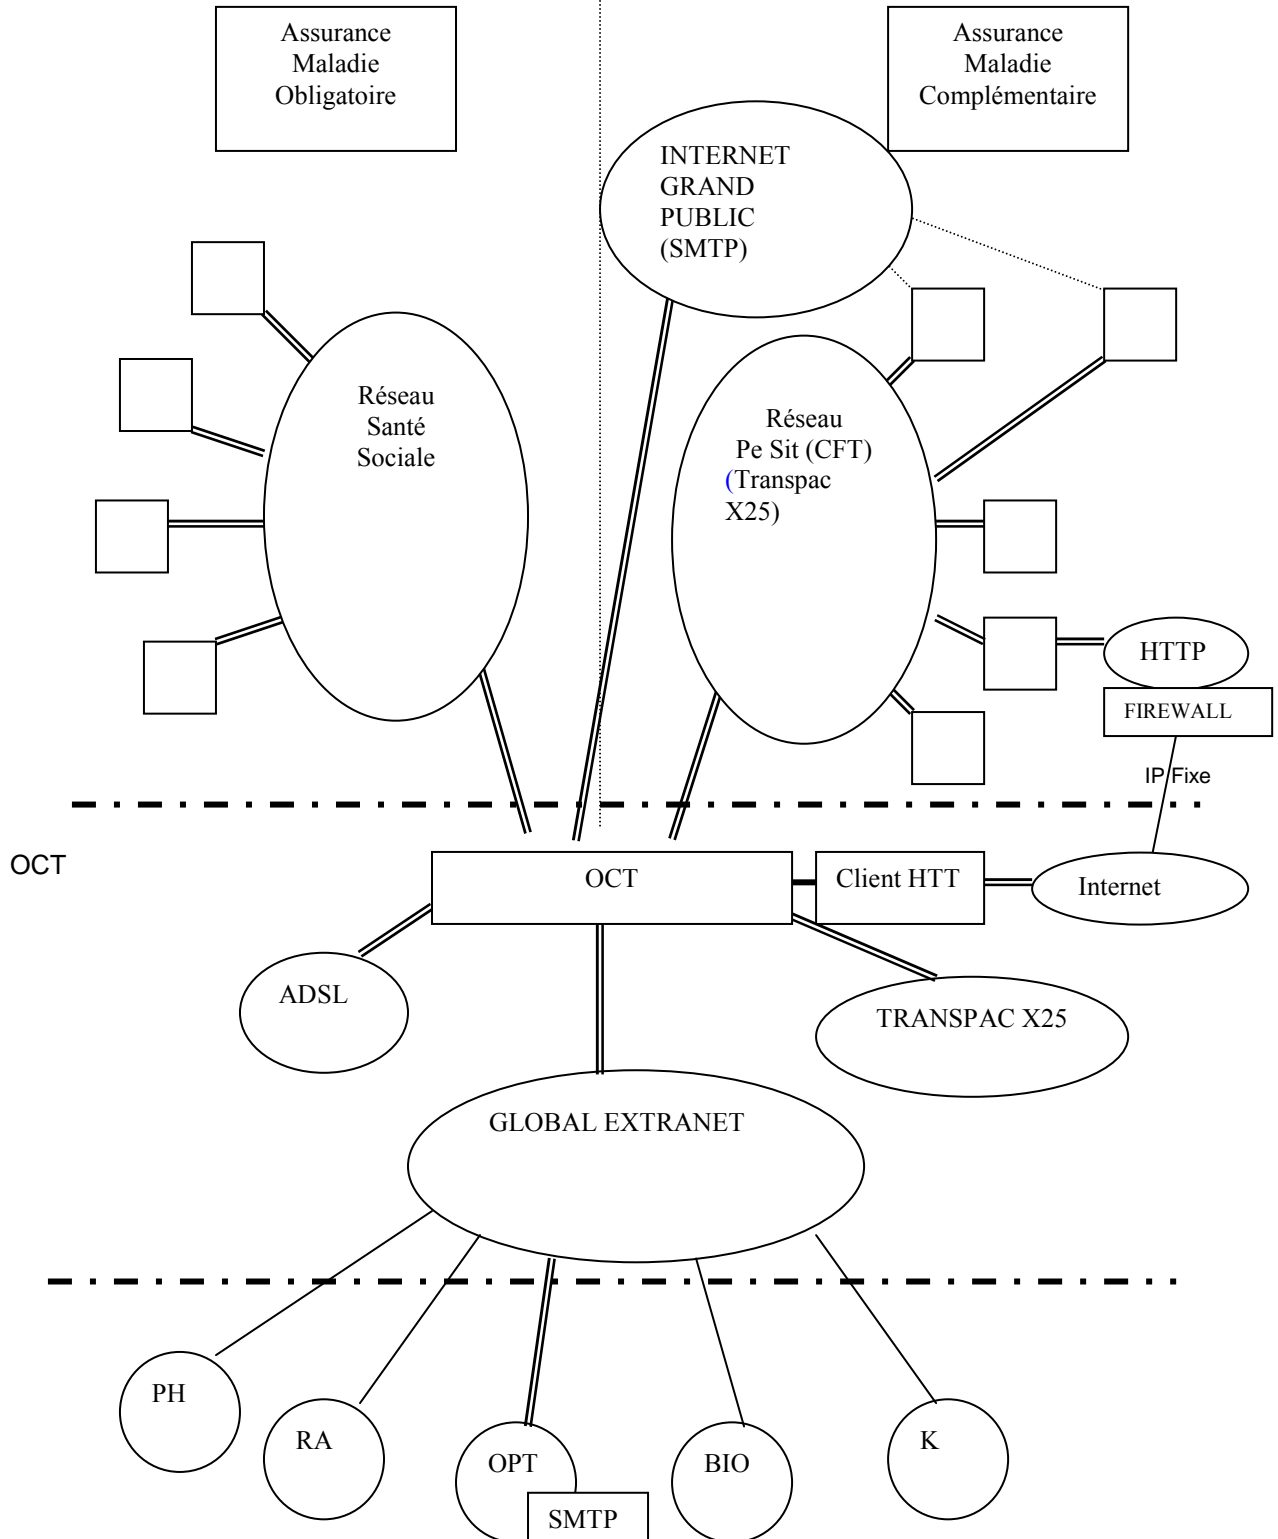 Assurance
Maladie
Obligatoire
Assurance
Maladie
Complémentaire
INTERNET
GRAND
PUBLIC
(SMTP)
Réseau
Santé
Sociale
Réseau
Pe Sit (CFT)
(Transpac
X25)
HTTP
FIREWALL
IP Fixe
OCT
OCT
Client HTT
Internet
ADSL
TRANSPAC X25
GLOBAL EXTRANET
PH
RA
OPT
BIO
K
SMTP